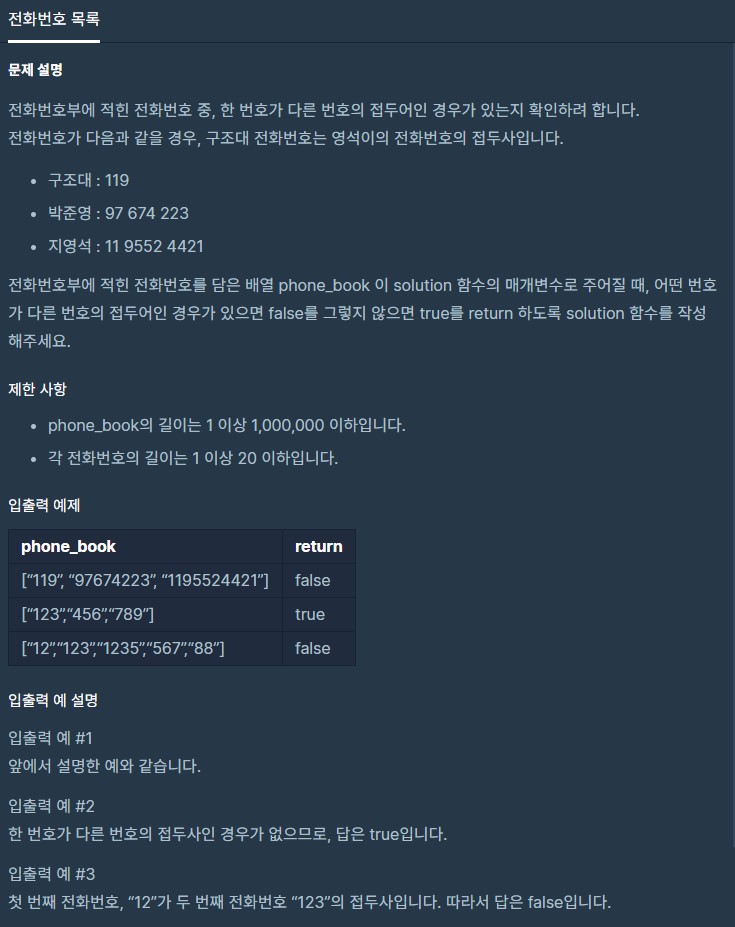 전화번호 목록
문제 설명
전화번호부에 적힌 전화번호 중, 한 번호가 다른 번호의 접두어인 경우가 있는지 확인하려 합니다.
전화번호가 다음과 같을 경우, 구조대 전화번호는 영석이의 전화번호의 접두사입니다.
• 구조대 : 119
• 박준영 : 97 674 223
• 지영석 : 11 9552 4421
전화번호부에 적힌 전화번호를 담은 배열 phone_book 이 solution 함수의 매개변수로 주어질 때, 어떤 번호
가 다른 번호의 접두어인 경우가 있으면 false를 그렇지 않으면 true를 return 하도록 solution 함수를 작성
해주세요.
제한 사항
• phone_book의 길이는 1 이상 1,000,000 이하입니다.
• 각 전화번호의 길이는 1 이상 20 이하입니다.
입출력 예제
phone_book return
[“119”, “97674223”, “1195524421”] false
[“123”,“456”,“789”] true
[“12”,“123”,“1235”,“567”,“88”] false
입출력 예 설명
입출력 예 #1
앞에서 설명한 예와 같습니다.
입출력 예 #2
한 번호가 다른 번호의 접두사인 경우가 없으므로, 답은 true입니다.
입출력 예 #3
첫 번째 전화번호, “12”가 두 번째 전화번호 “123”의 접두사입니다. 따라서 답은 false입니다.